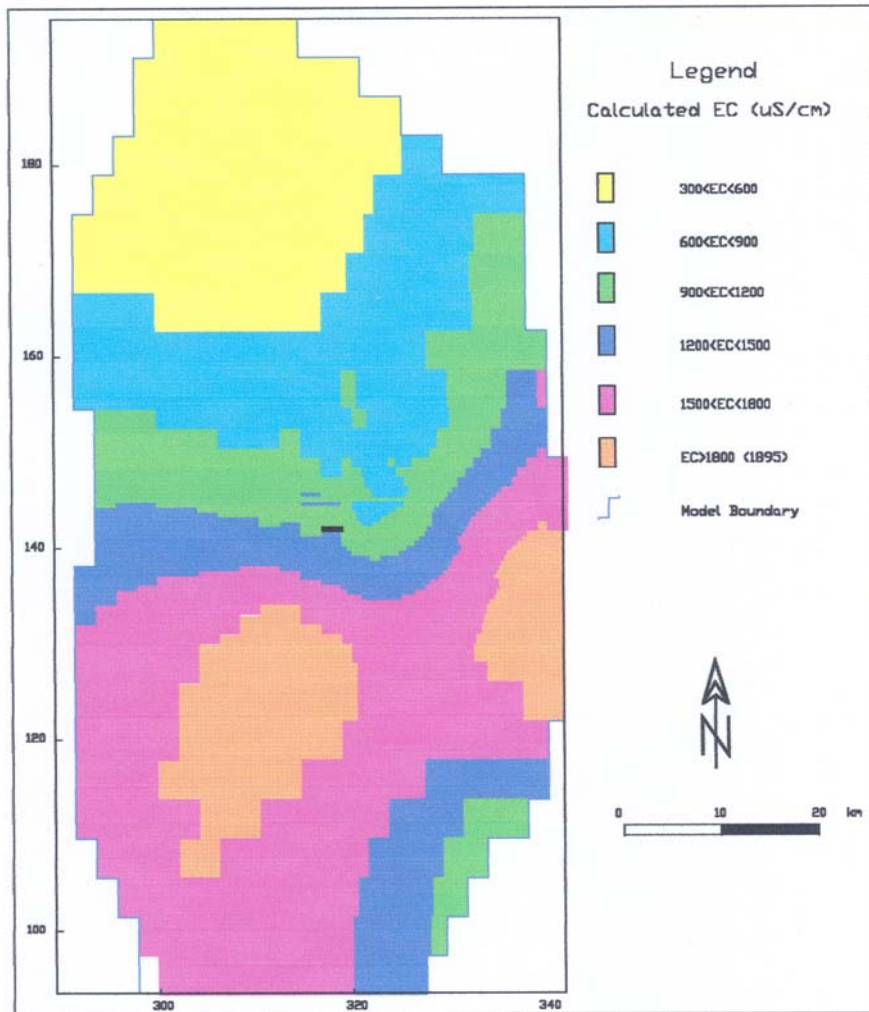 Legend
Calculated EC (uS/cm)
300<EC<600
600<EC<900
900<EC<1200
1200<EC<1500
1500<EC<1800
EC>1800 (1895)
Model Boundary
180
160
140
120
100
300
320
340
N
0 10 20 km